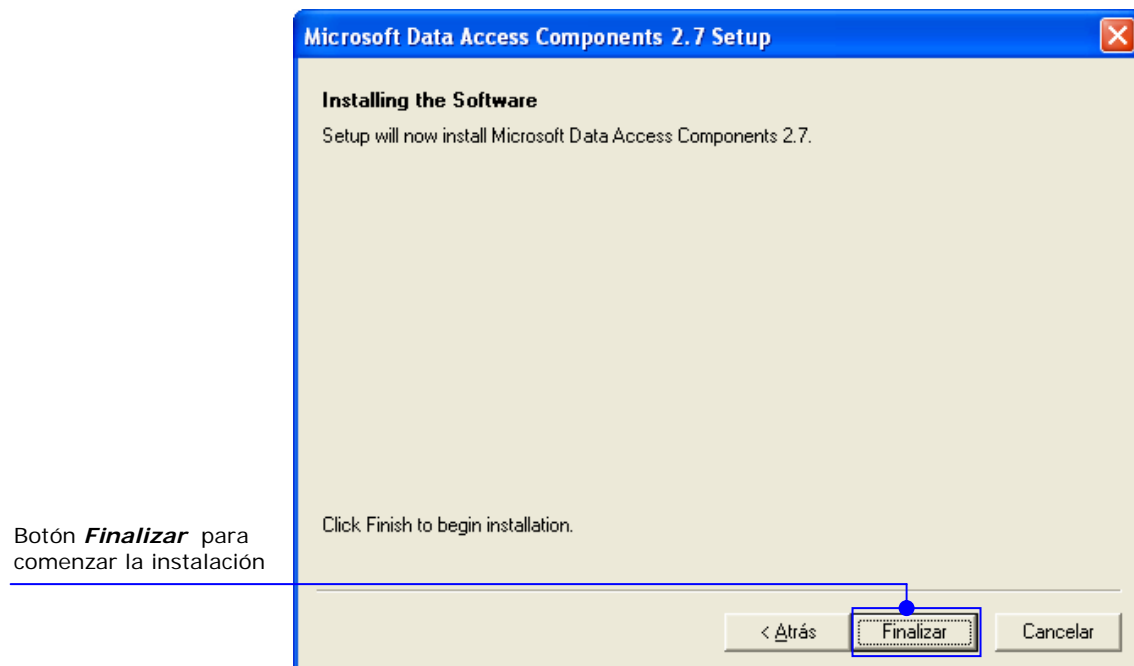 Microsoft Data Access Components 2.7 Setup
Installing the Software
Setup will now install Microsoft Data Access Components 2.7.
Click Finish to begin installation.
Botón Finalizar para
comenzar la instalación
< Atrás Finalizar Cancelar